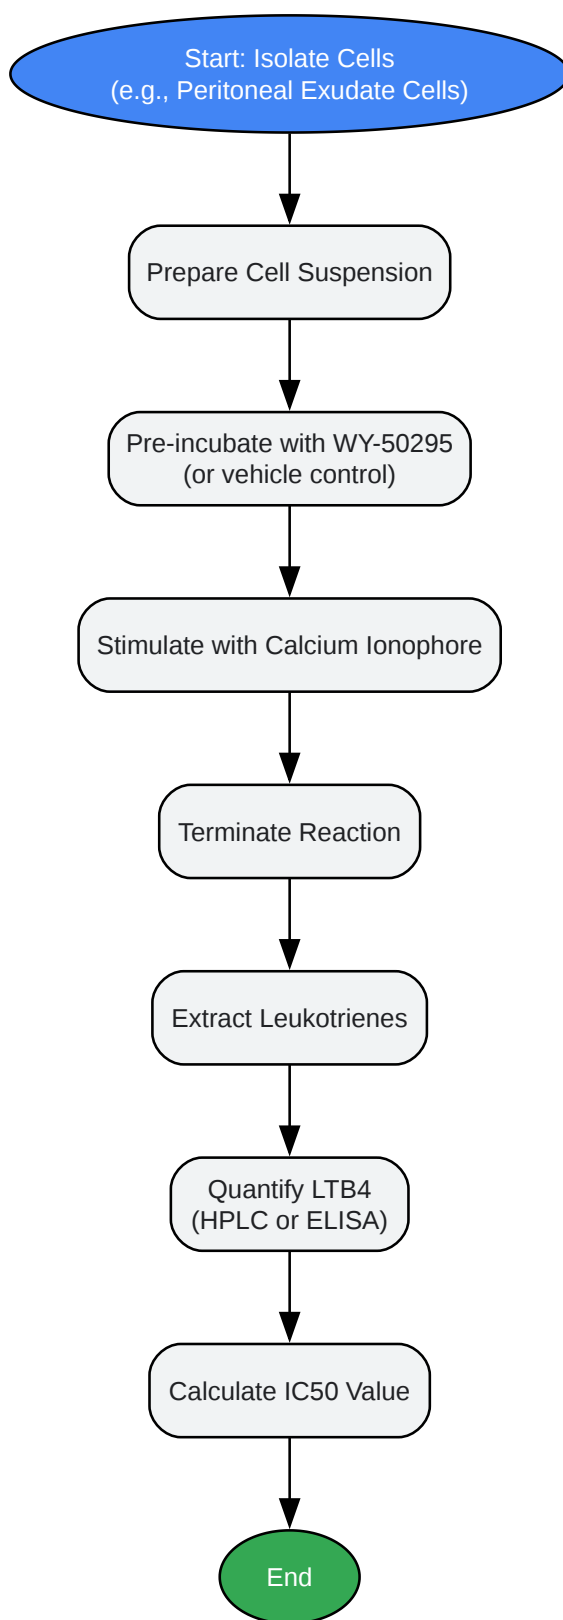 Start: Isolate Cells
(e.g., Peritoneal Exudate Cells)
Prepare Cell Suspension
Pre-incubate with WY-50295
(or vehicle control)
Stimulate with Calcium Ionophore
Terminate Reaction
Extract Leukotrienes
Quantify LTB4
(HPLC or ELISA)
Calculate IC50 Value
End